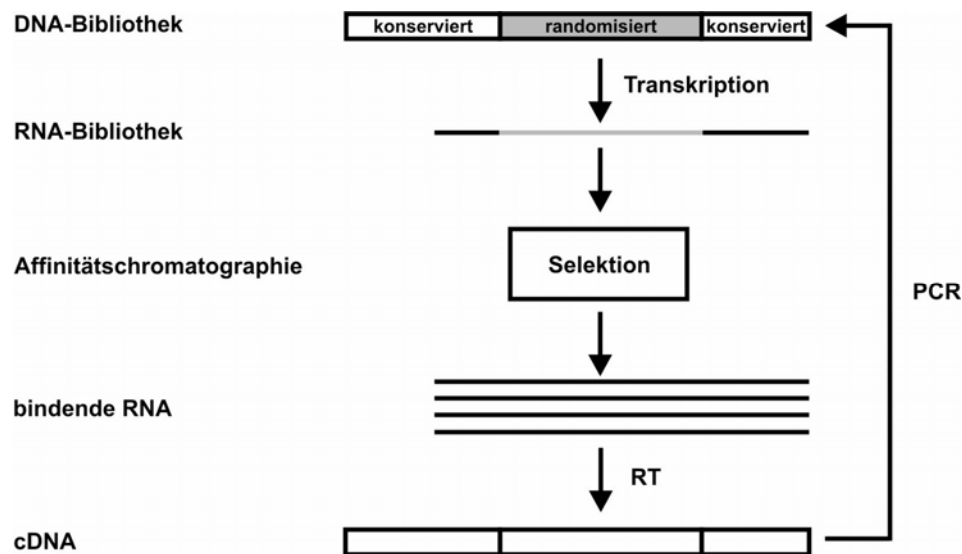 DNA-Bibliothek konserviert randomisiert konserviert
Transkription
RNA-Bibliothek
Affinitätschromatographie Selektion
PCR
bindende RNA
RT
cDNA